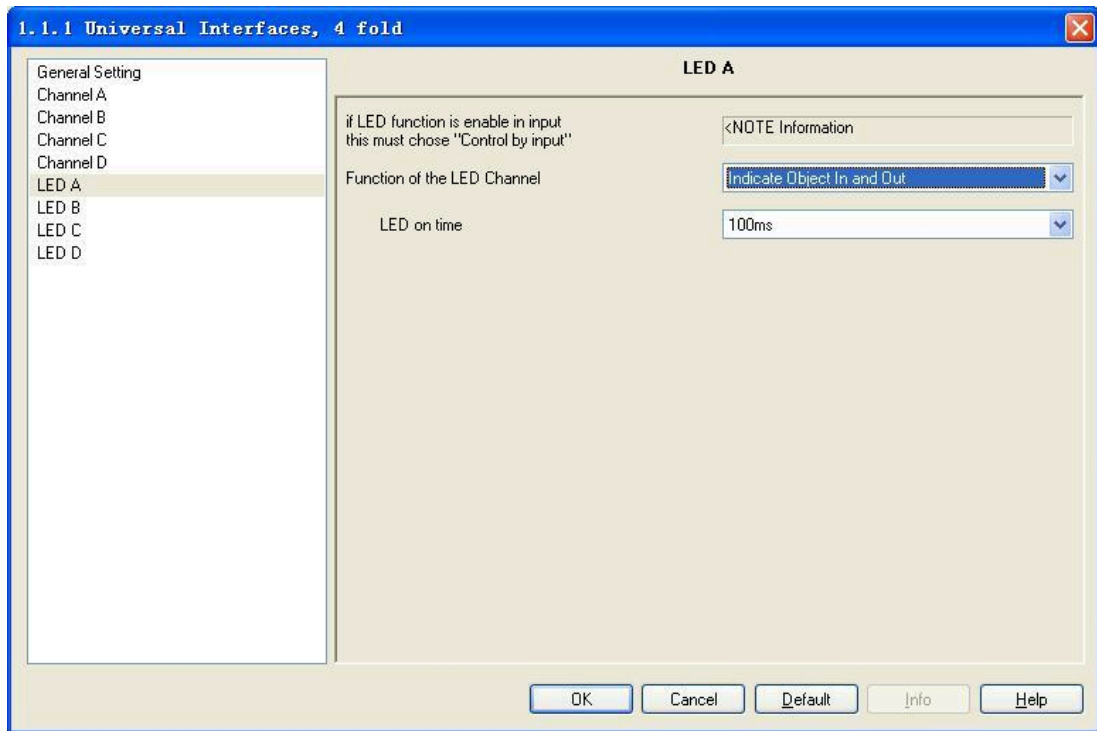 1.1.1 Universal Interfaces, 4 fold
General Setting
Channel A
Channel B
Channel C
Channel D
LED A
LED B
LED C
LED D
LED A
if LED function is enable in input
this must chose "Control by input"
<NOTE Information
Function of the LED Channel
Indicate Object In and Out
LED on time
100ms
OK
Cancel
Default
Info
Help